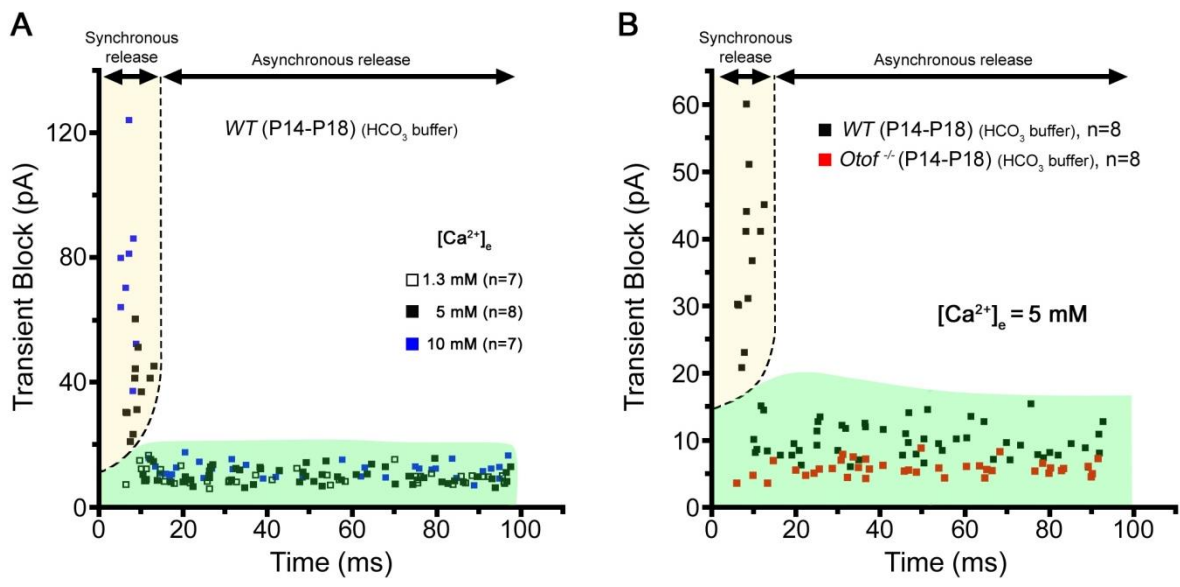 A
Synchronous
release
Asynchronous release
WT (P14-P18) (HCO3 buffer)
[Ca2+]e
1.3 mM (n=7)
5 mM (n=8)
10 mM (n=7)
Transient Block (pA)
120
80
40
0
0 20 40 60 80 100
Time (ms)
B
Synchronous
release
Asynchronous release
WT (P14-P18) (HCO3 buffer), n=8
Otof -/- (P14-P18) (HCO3 buffer), n=8
[Ca2+]e = 5 mM
Transient Block (pA)
60
50
40
30
20
10
0
0 20 40 60 80 100
Time (ms)